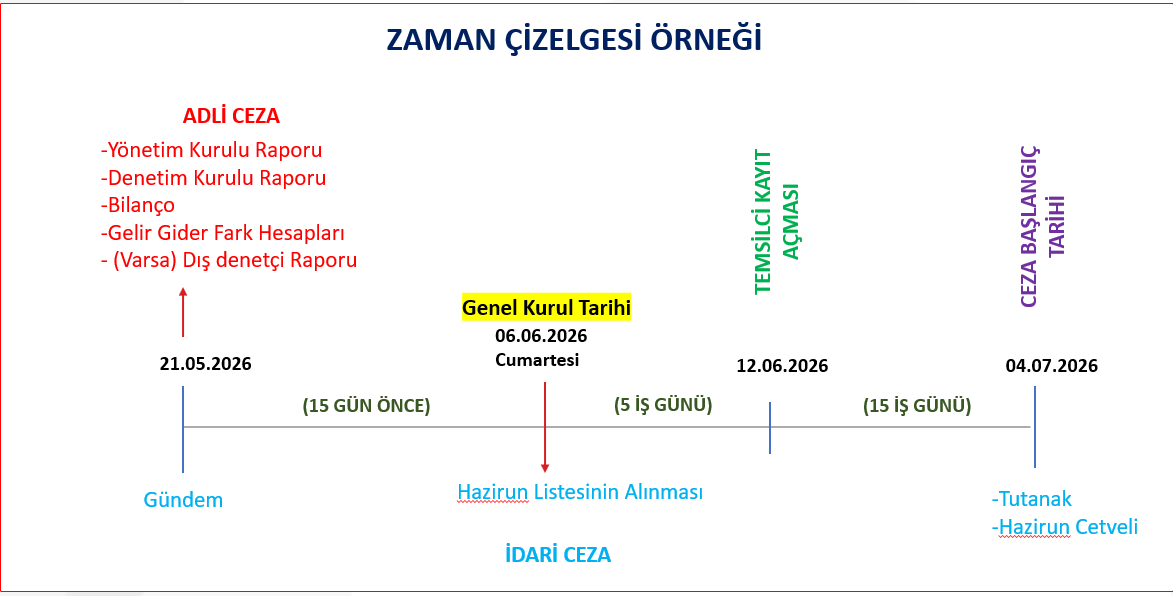 ZAMAN ÇİZELGESİ ÖRNEĞİ
ADLİ CEZA
-Yönetim Kurulu Raporu
-Denetim Kurulu Raporu
-Bilanço
-Gelir Gider Fark Hesapları
- (Varsa) Dış denetçi Raporu
21.05.2026
(15 GÜN ÖNCE)
Gündem
Genel Kurul Tarihi
06.06.2026
Cumartesi
Hazirun Listesinin Alınması
(5 İŞ GÜNÜ)
TEMSİLCİ KAYIT
AÇMASI
12.06.2026
(15 İŞ GÜNÜ)
CEZA BAŞLANGIÇ
TARİHİ
04.07.2026
-Tutanak
-Hazirun Cetveli
İDARİ CEZA